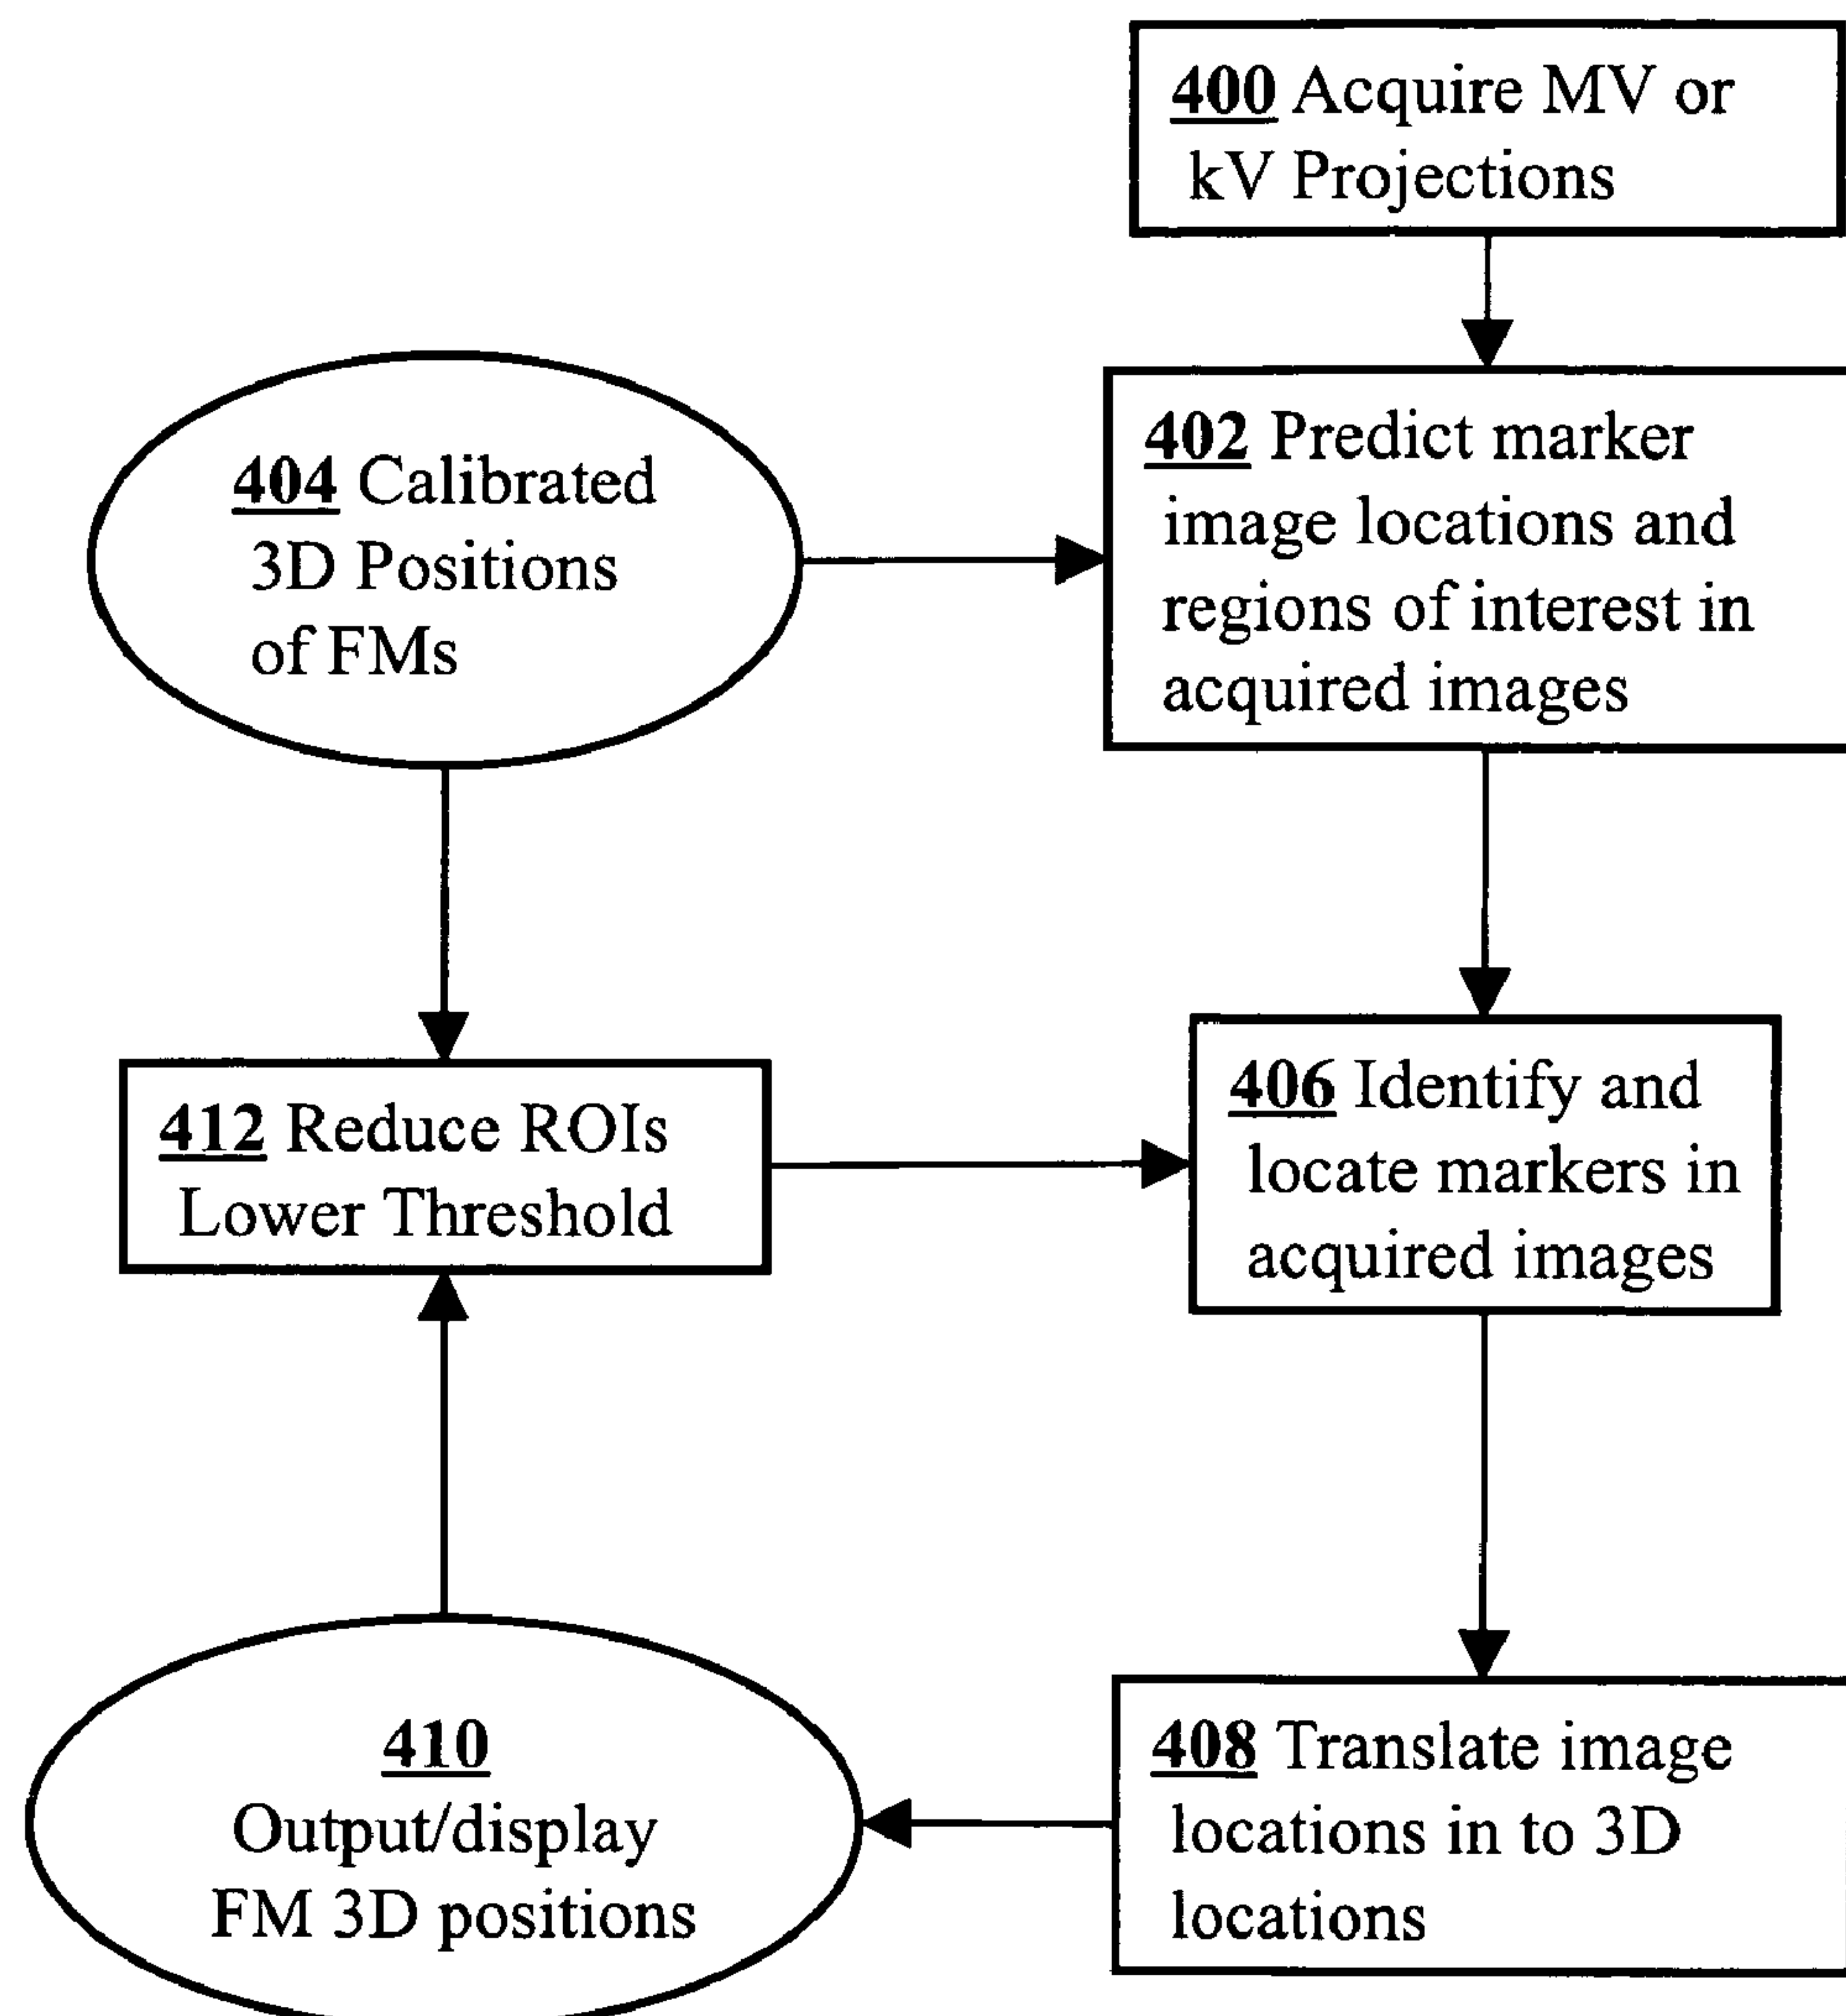 400 Acquire MV or
kV Projections
404 Calibrated
3D Positions
of FMs
402 Predict marker
image locations and
regions of interest in
acquired images
412 Reduce ROIs
Lower Threshold
406 Identify and
locate markers in
acquired images
410
Output/display
FM 3D positions
408 Translate image
locations in to 3D
locations